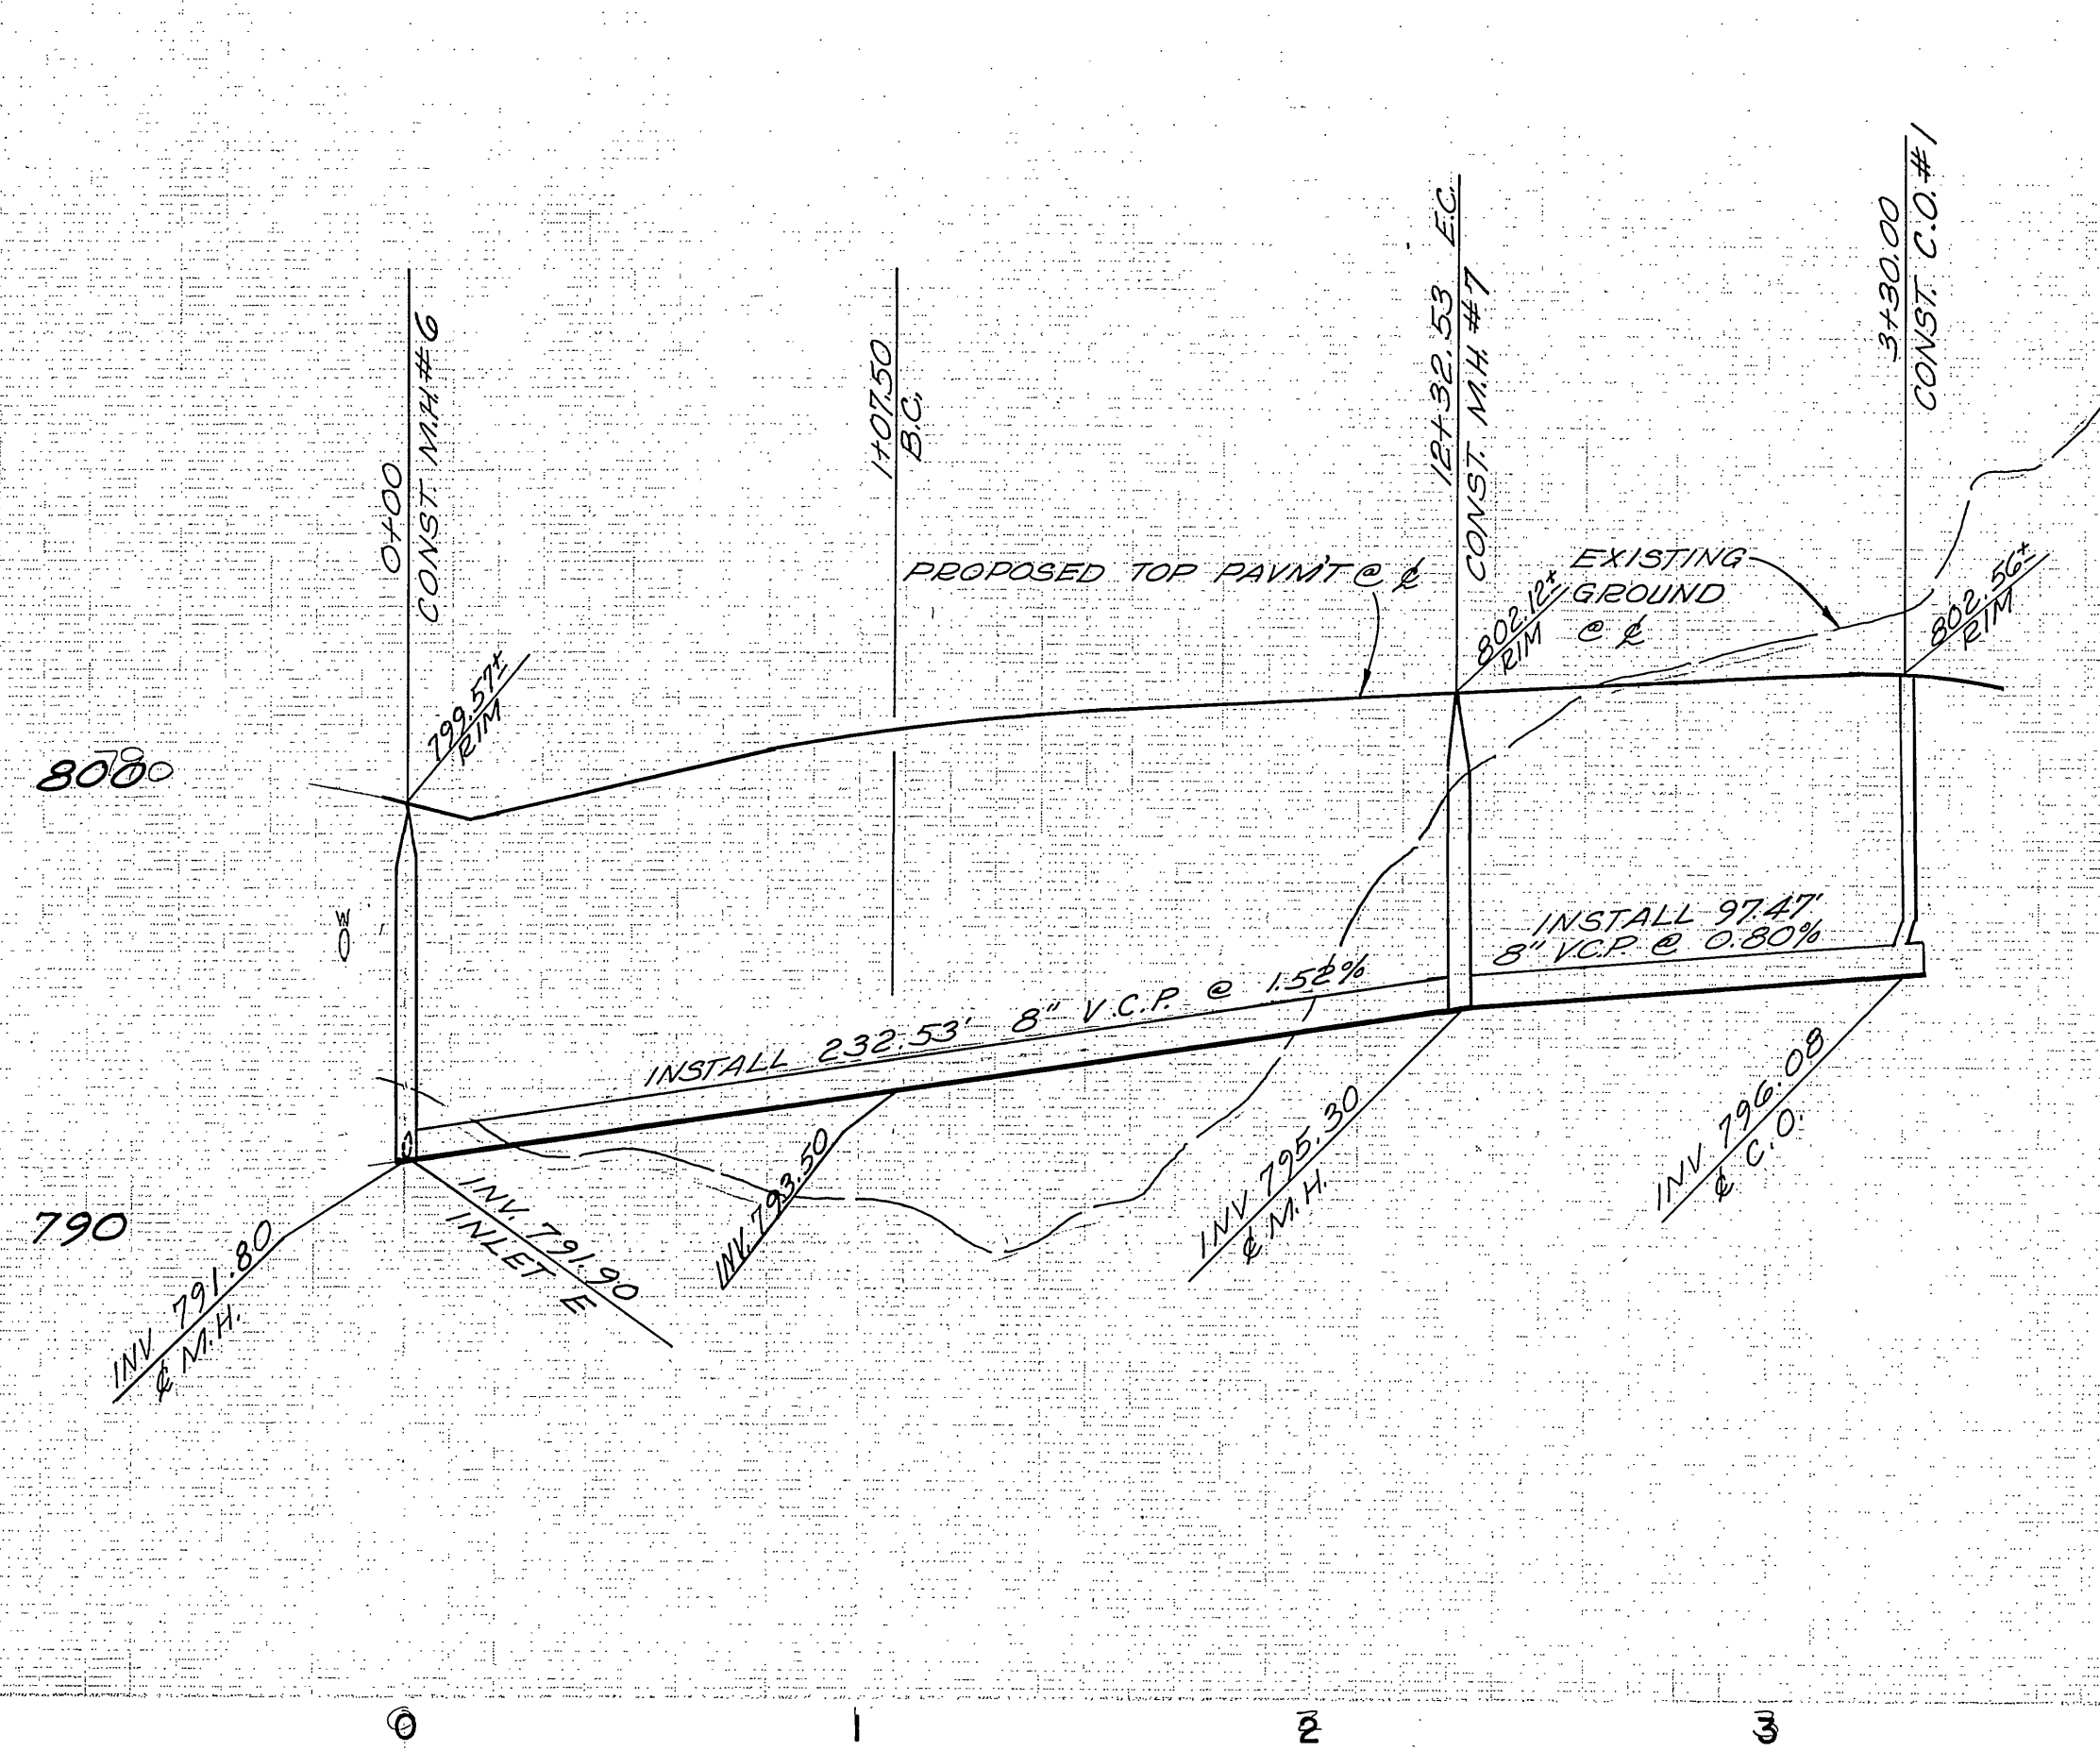 0+00
CONST. M.H. #6
1+07.50
B.C.
12+32.53 E.C.
CONST. M.H. #7
3+30.00
CONST. C.O. #1
PROPOSED TOP PAVM'T @ ℄
EXISTING
GROUND
@ ℄
799.57±
RIM
802.12±
RIM
802.56±
RIM
800
INSTALL 232.53' 8" V.C.P. @ 1.52%
INSTALL 97.47'
8" V.C.P. @ 0.80%
790
INV. 791.80
℄ M.H.
INV. 791.90
INLET E
INV. 793.50
INV. 795.30
℄ M.H.
INV. 796.08
℄ C.O.
0 1 2 3